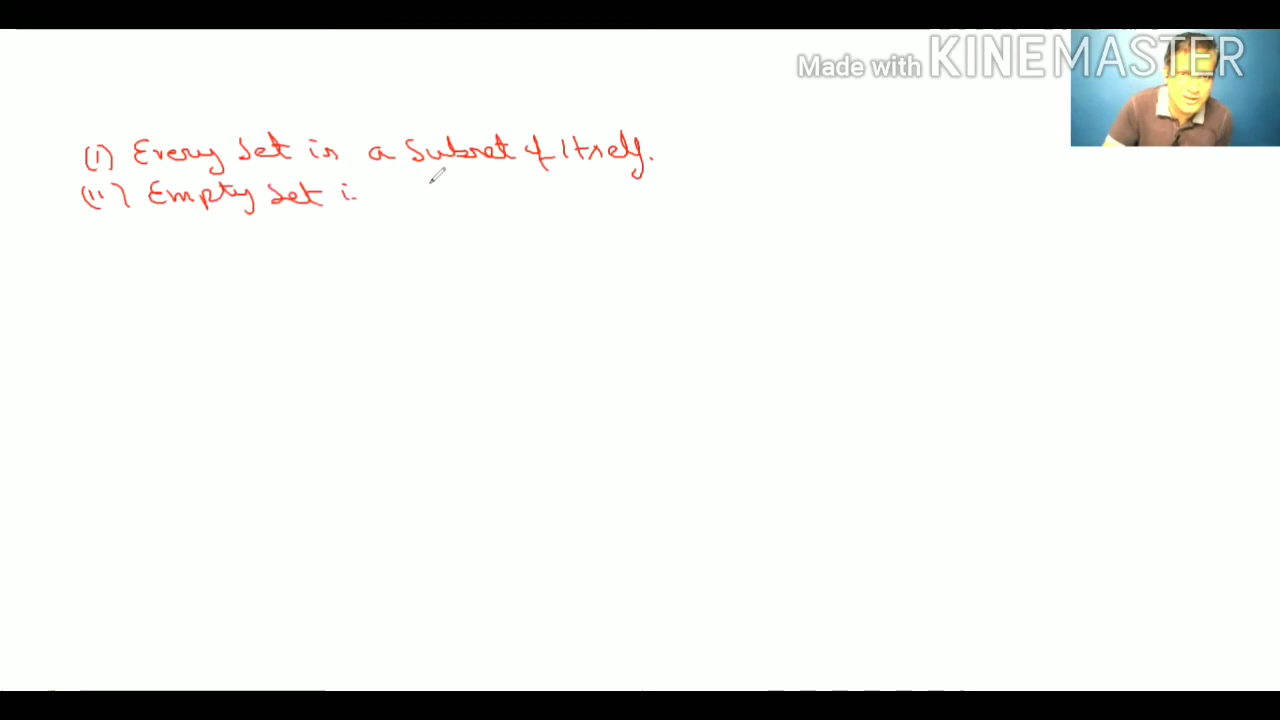 Made with KINEMASTER
(i) Every set is a subset of Itself.
(ii) Empty set i